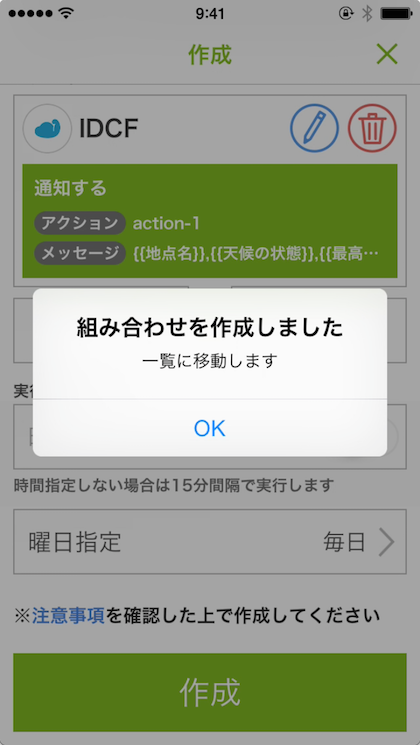 9:41
作成
IDCF
通知する
アクション action-1
メッセージ {{地点名}},{{天候の状態}},{{最高…
組み合わせを作成しました
一覧に移動します
実
OK
時間指定しない場合は15分間隔で実行します
曜日指定 毎日
※注意事項を確認した上で作成してください
作成